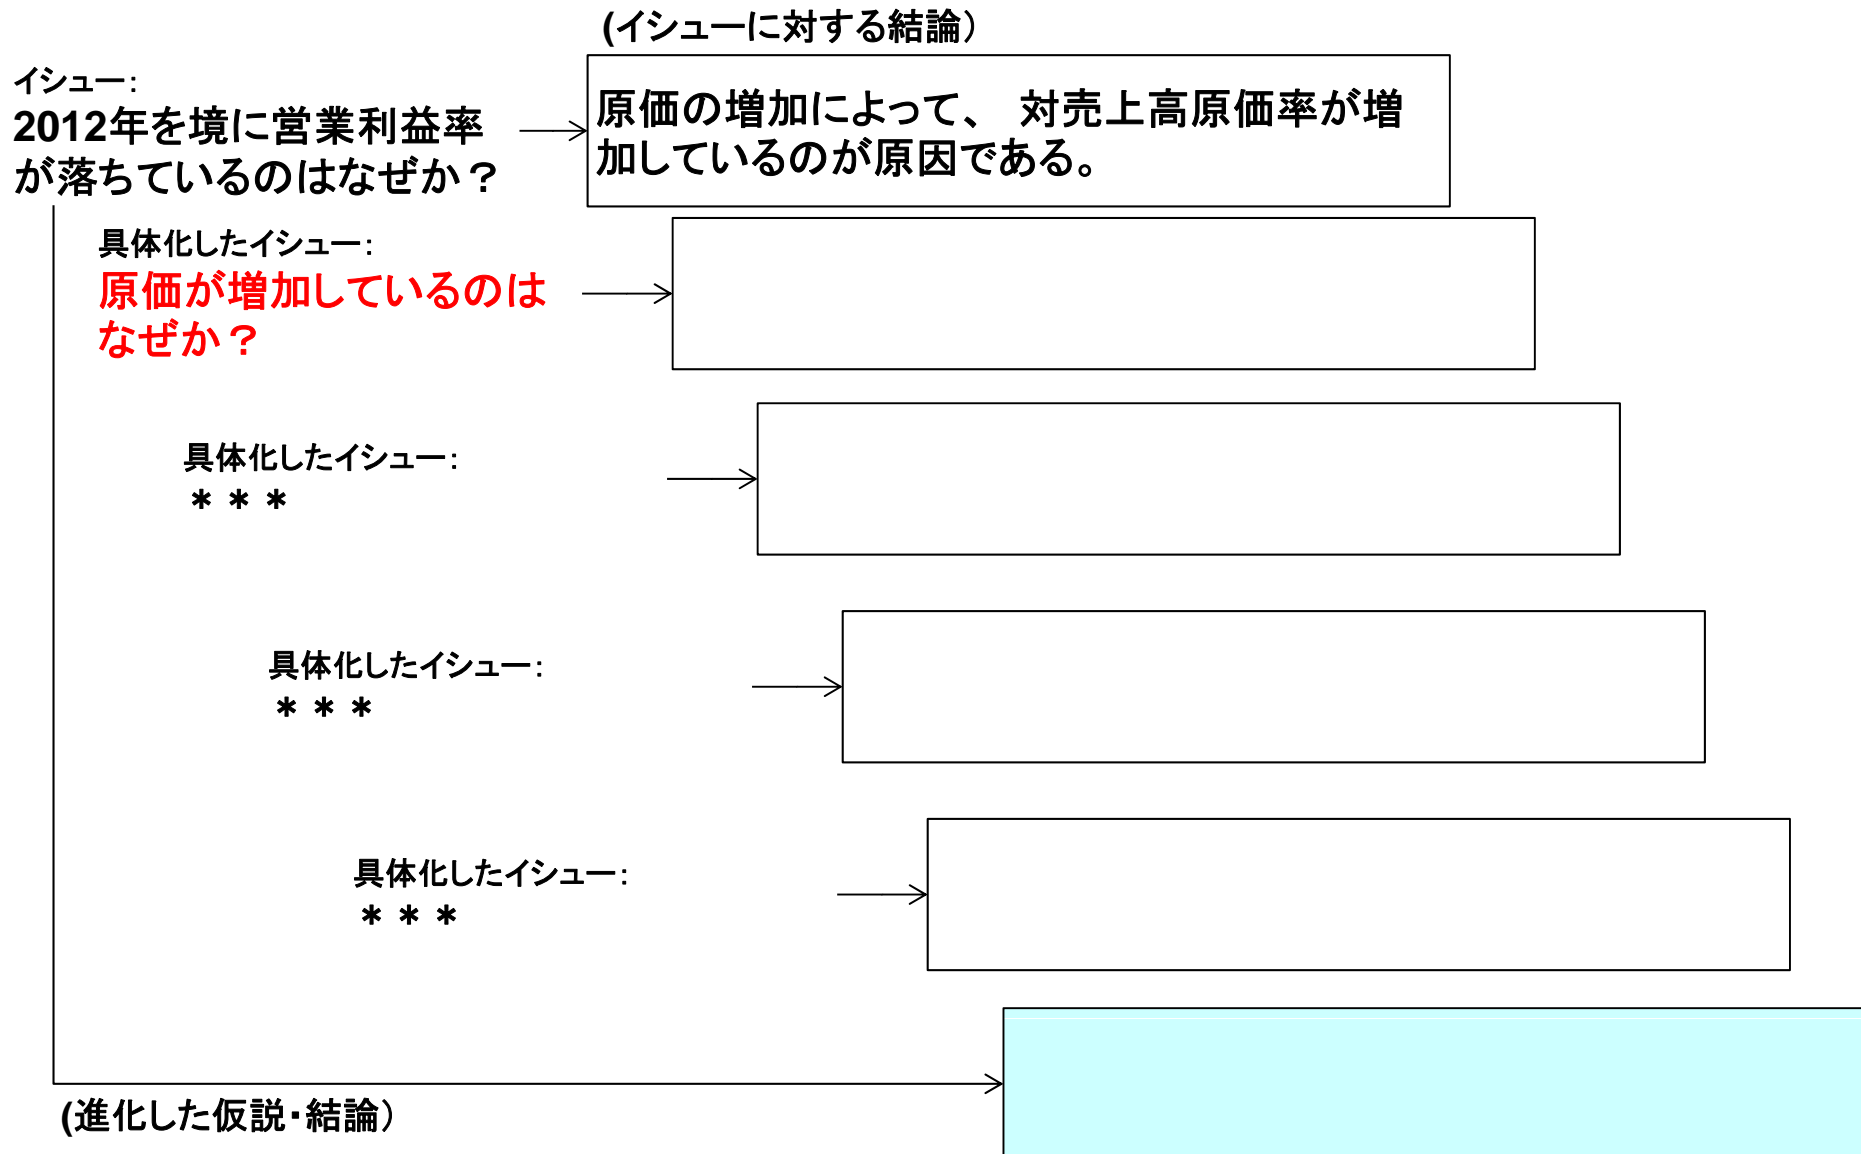 (イシューに対する結論）
イシュー：
2012年を境に営業利益率
が落ちているのはなぜか？
原価の増加によって、 対売上高原価率が増
加しているのが原因である。
具体化したイシュー：
原価が増加しているのは
なぜか？
具体化したイシュー：
＊＊＊
具体化したイシュー：
＊＊＊
具体化したイシュー：
＊＊＊
(進化した仮説・結論）